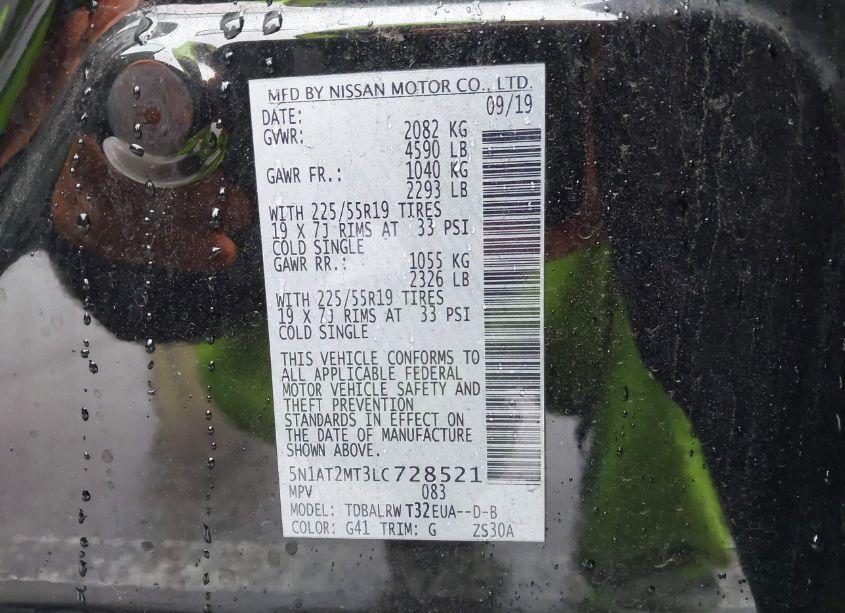 MFD BY NISSAN MOTOR CO., LTD.
DATE: 09/19
GVWR: 2082 KG
4590 LB
GAWR FR.: 1040 KG
2293 LB
WITH 225/55R19 TIRES
19 X 7J RIMS AT 33 PSI
COLD SINGLE
GAWR RR.: 1055 KG
2326 LB
WITH 225/55R19 TIRES
19 X 7J RIMS AT 33 PSI
COLD SINGLE
THIS VEHICLE CONFORMS TO
ALL APPLICABLE FEDERAL
MOTOR VEHICLE SAFETY AND
THEFT PREVENTION
STANDARDS IN EFFECT ON
THE DATE OF MANUFACTURE
SHOWN ABOVE.
5N1AT2MT3LC728521
MPV 083
MODEL: TDBALRW T32EUA--D-B
COLOR: G41 TRIM: G ZS30A